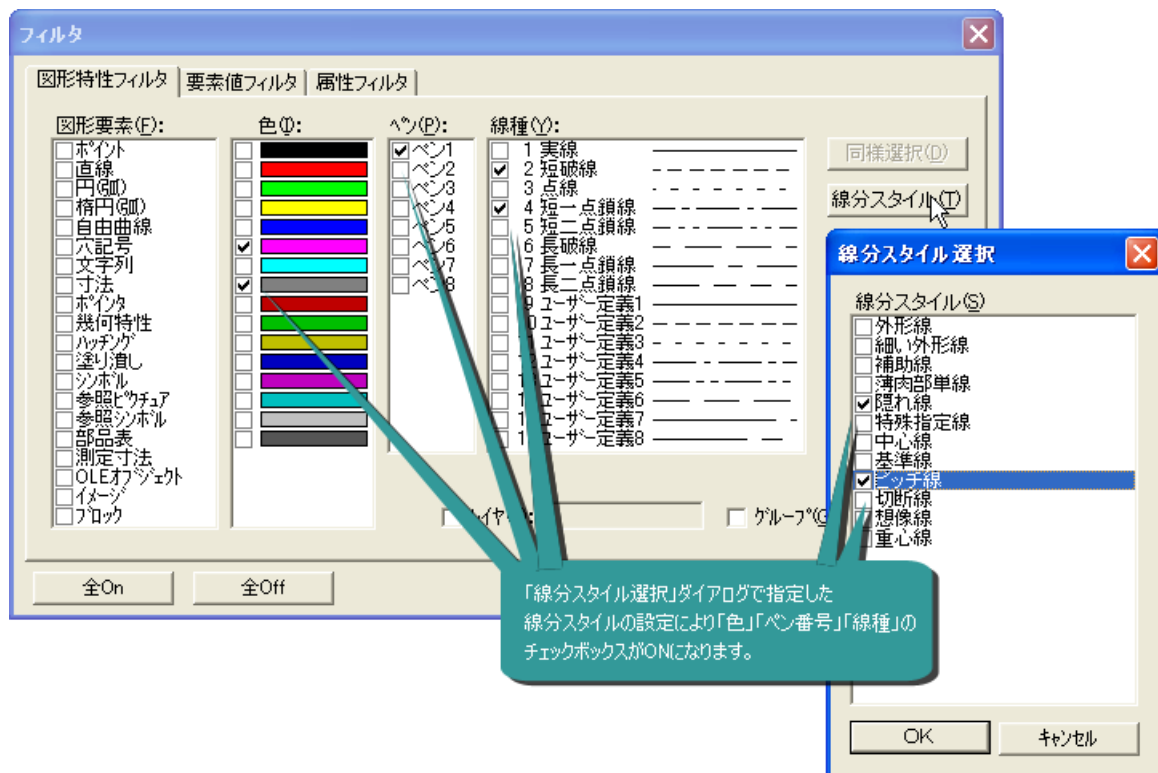 フィルタ
図形特性フィルタ 要素値フィルタ 属性フィルタ
図形要素(F):
ポイント
直線
円(弧)
楕円(弧)
自由曲線
穴記号
文字列
寸法
ポインタ
幾何特性
ハッチング
塗り潰し
シンボル
参照ピクチュア
参照シンボル
部品表
測定寸法
OLEオブジェクト
イメージ
ブロック
色(I):
ペン(P):
ペン1
ペン2
ペン3
ペン4
ペン5
ペン6
ペン7
ペン8
線種(Y):
1 実線
2 短破線
3 点線
4 短一点鎖線
5 短二点鎖線
6 長破線
7 長一点鎖線
8 長二点鎖線
9 ユーザー定義1
ユーザー定義2
ユーザー定義3
ユーザー定義4
ユーザー定義5
ユーザー定義6
ユーザー定義7
ユーザー定義8
同様選択(D)
線分スタイル(T)
グループ(G
全On
全Off
線分スタイル選択
線分スタイル(S)
外形線
細い外形線
補助線
薄肉部単線
隠れ線
特殊指定線
中心線
基準線
ピッチ線
切断線
想像線
重心線
OK
キャンセル
「線分スタイル選択」ダイアログで指定した
線分スタイルの設定により「色」「ペン番号」「線種」の
チェックボックスがONになります。